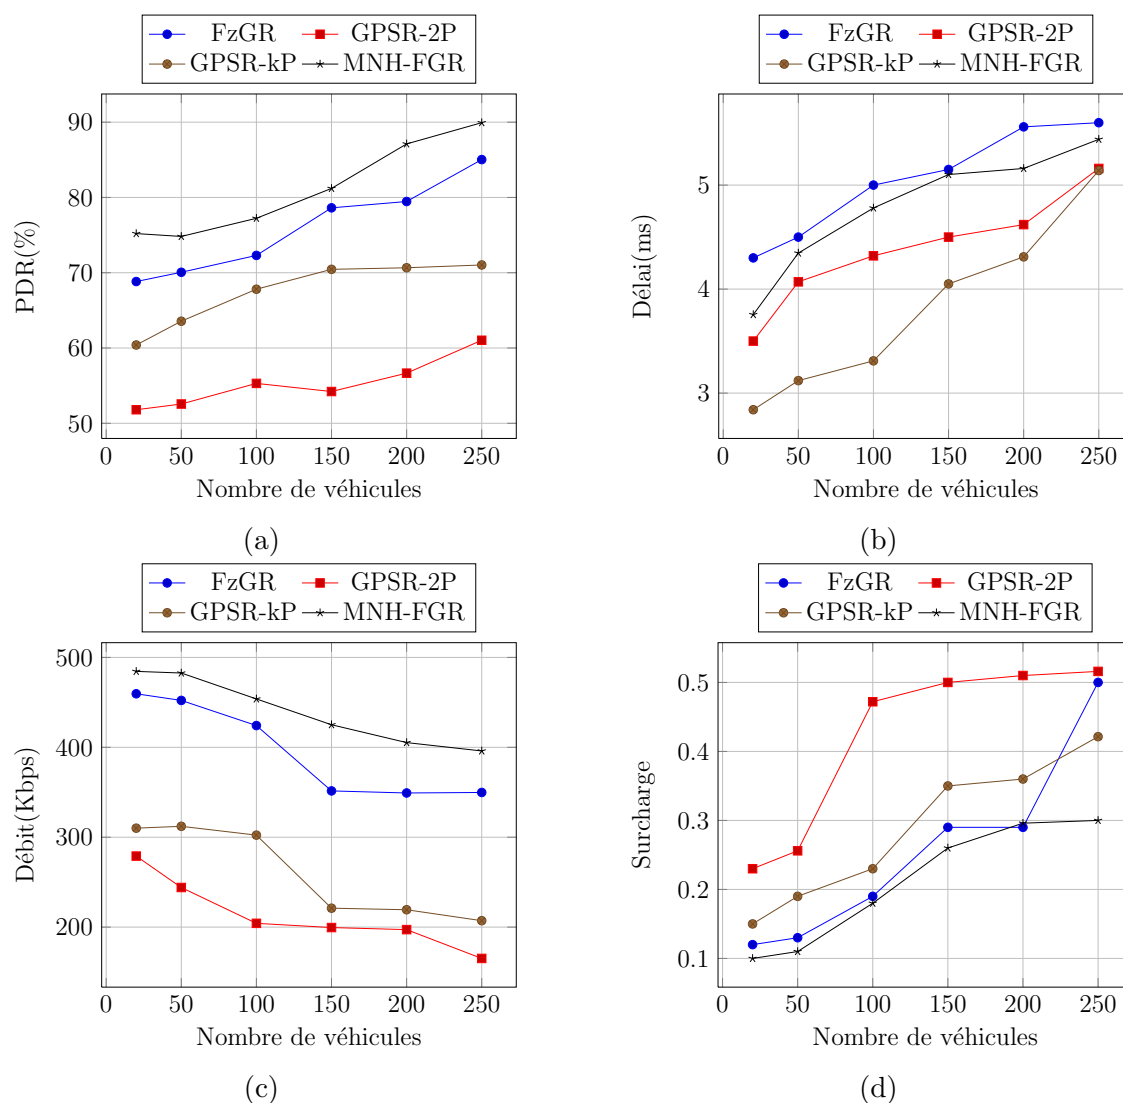 FzGR GPSR-2P
GPSR-kP MNH-FGR
90
80
70
60
50
PDR(%)
0 50 100 150 200 250
Nombre de véhicules
(a)
FzGR GPSR-2P
GPSR-kP MNH-FGR
5
4
3
Délai(ms)
0 50 100 150 200 250
Nombre de véhicules
(b)
FzGR GPSR-2P
GPSR-kP MNH-FGR
500
400
300
200
Débit(Kbps)
0 50 100 150 200 250
Nombre de véhicules
(c)
FzGR GPSR-2P
GPSR-kP MNH-FGR
0.5
0.4
0.3
0.2
0.1
Surcharge
0 50 100 150 200 250
Nombre de véhicules
(d)